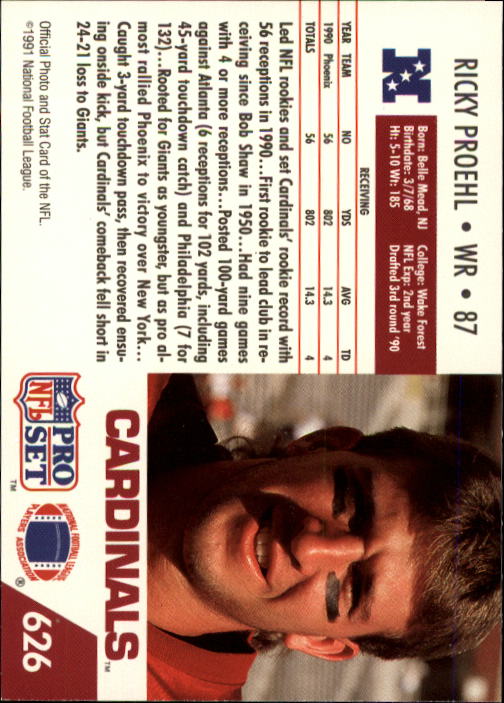 RICKY PROEHL • WR • 87
N
Born: Belle Mead, NJ
Birthdate: 3/7/68
Ht: 5-10 Wt: 185
College: Wake Forest
NFL Exp: 2nd year
Drafted 3rd round '90
RECEIVING
YEAR TEAM NO YDS AVG TD
1990 Phoenix 56 802 14.3 4
TOTALS 56 802 14.3 4
Led NFL rookies and set Cardinals' rookie record with
56 receptions in 1990...First rookie to lead club in re-
ceiving since Bob Shaw in 1950...Had nine games
with 4 or more receptions...Posted 100-yard games
against Atlanta (6 receptions for 102 yards, including
45-yard touchdown catch) and Philadelphia (7 for
132)...Rooted for Giants as youngster, but as pro al-
most rallied Phoenix to victory over New York...
Caught 3-yard touchdown pass, then recovered ensu-
ing onside kick, but Cardinals' comeback fell short in
24-21 loss to Giants.
Official Photo and Stat Card of the NFL.
©1991 National Football League.
CARDINALS™
NFL PRO SET™
NATIONAL FOOTBALL LEAGUE
PLAYERS ASSOCIATION ®
626